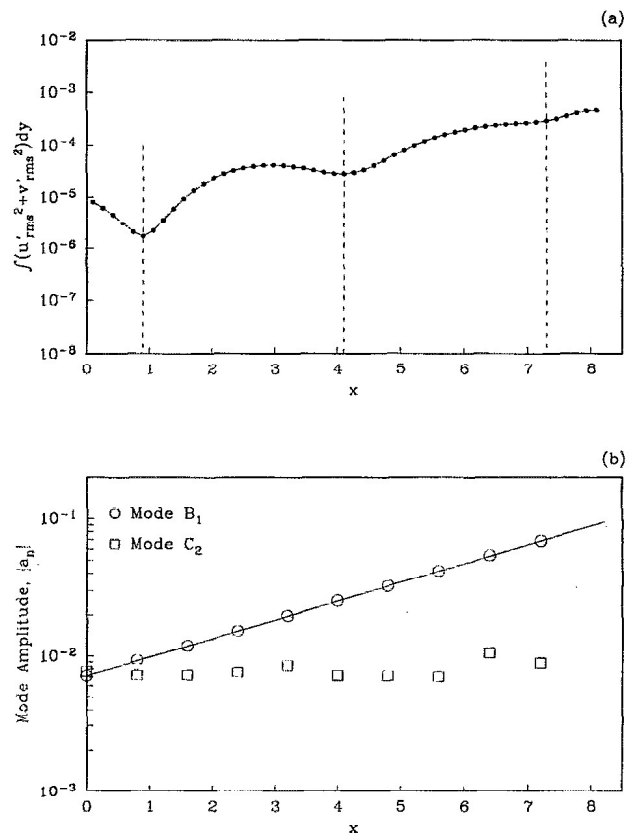 (a)
10⁻²
10⁻³
10⁻⁴
10⁻⁵
10⁻⁶
10⁻⁷
10⁻⁸
∫(u'rms²+v'rms²)dy
0 1 2 3 4 5 6 7 8
x
(b)
10⁻¹
10⁻²
10⁻³
Mode Amplitude, |aₙ|
Mode B₁
Mode C₂
0 1 2 3 4 5 6 7 8
x